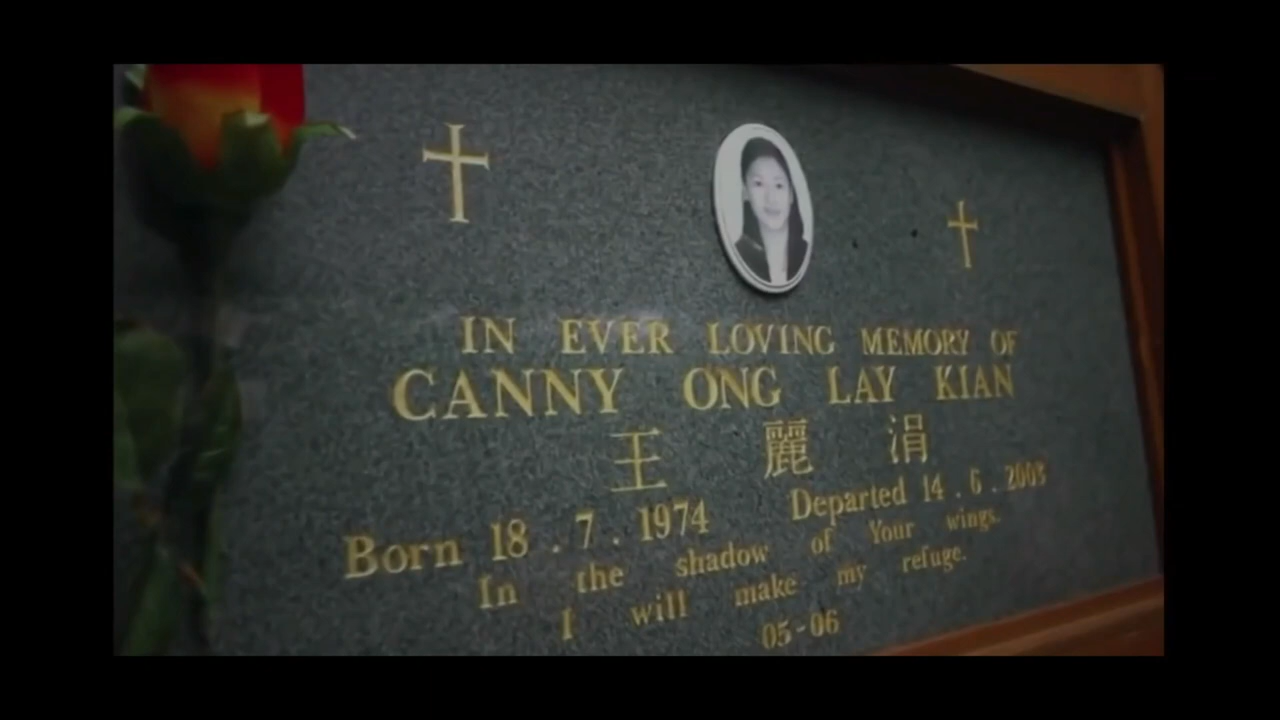 IN EVER LOVING MEMORY OF
CANNY ONG LAY KIAN
王 麗 涓
Born 18 . 7 . 1974 Departed 14 . 6 . 2003
In the shadow of Your wings.
I will make my refuge.
05-06